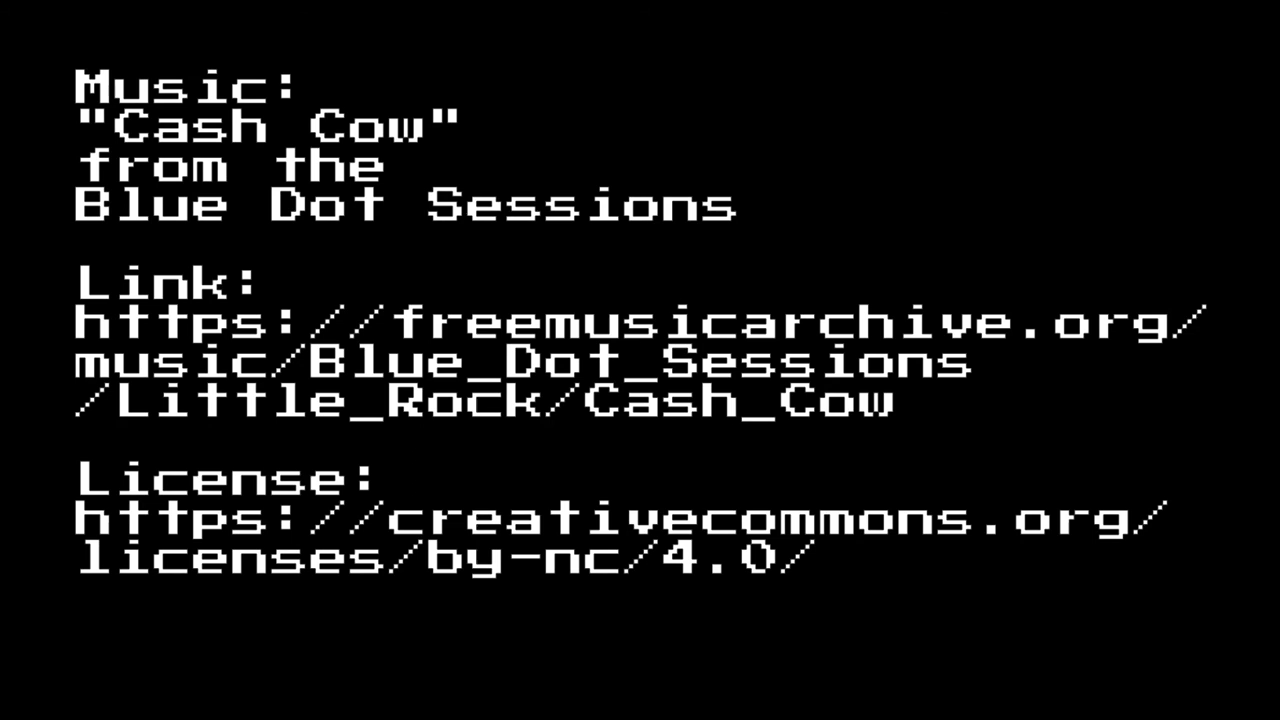 Music:
"Cash Cow"
from the
Blue Dot Sessions
Link:
https://freemusicarchive.org/
music/Blue_Dot_Sessions
/Little_Rock/Cash_Cow
License:
https://creativecommons.org/
licenses/by-nc/4.0/